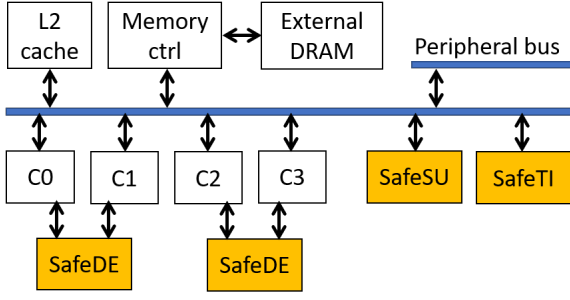 L2
cache
Memory
ctrl
External
DRAM
Peripheral bus
C0
C1
C2
C3
SafeSU
SafeTI
SafeDE
SafeDE